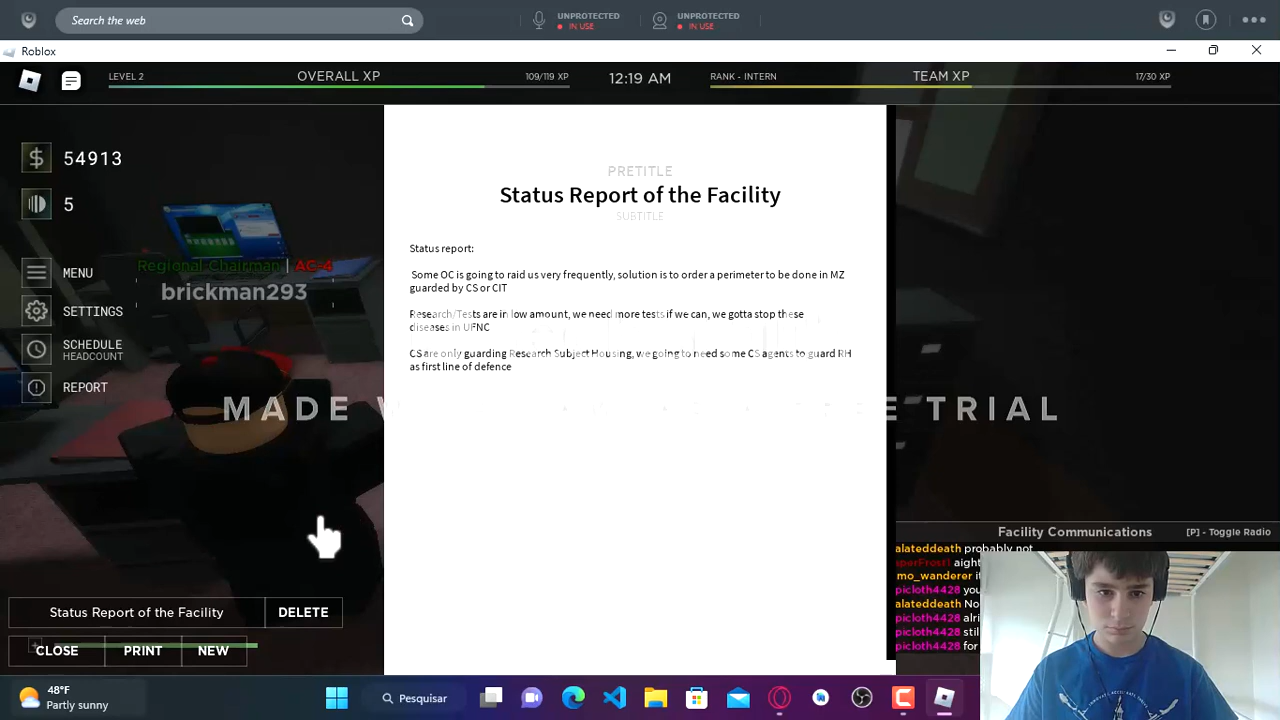 Search the web
UNPROTECTED
IN USE
UNPROTECTED
IN USE
Roblox
LEVEL 2
OVERALL XP
109/119 XP
12:19 AM
RANK - INTERN
TEAM XP
17/30 XP
$ 54913
5
MENU
SETTINGS
SCHEDULE
HEADCOUNT
REPORT
Regional Chairman | AC-4
brickman293
PRETITLE
Status Report of the Facility
SUBTITLE
Status report:
Some OC is going to raid us very frequently, solution is to order a perimeter to be done in MZ
guarded by CS or CIT
Research/Tests are in low amount, we need more tests if we can, we gotta stop these
diseases in UFNC
CS are only guarding Research Subject Housing, we going to need some CS agents to guard RH
as first line of defence
MADE
TRIAL
Facility Communications
[P] - Toggle Radio
alateddeath probably not
perFrost1 aight
mo_wanderer
picloth4428 you
alateddeath No
picloth4428 alri
picloth4428 still
picloth4428 for
Status Report of the Facility
DELETE
CLOSE
PRINT
NEW
48°F
Partly sunny
Pesquisar